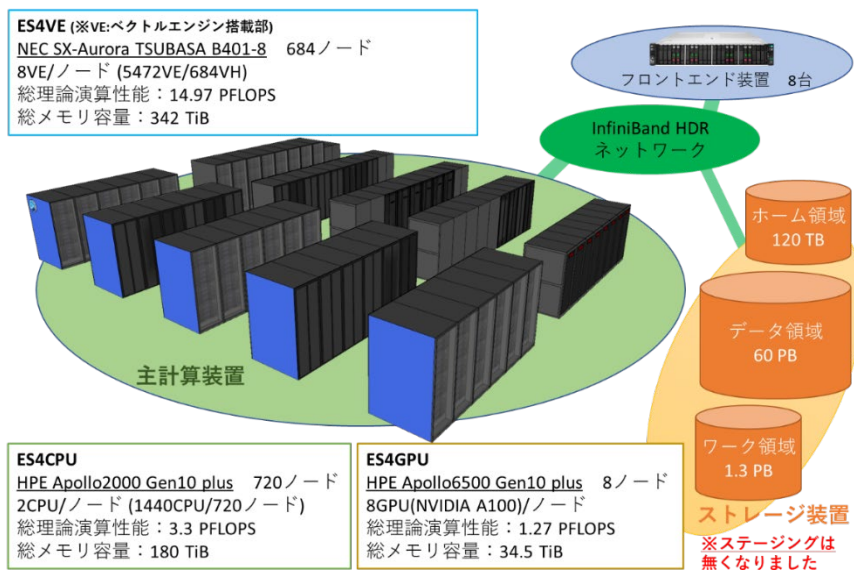 ES4VE (※VE:ベクトルエンジン搭載部)
NEC SX-Aurora TSUBASA B401-8 684ノード
8VE/ノード (5472VE/684VH)
総理論演算性能：14.97 PFLOPS
総メモリ容量：342 TiB
フロントエンド装置 8台
InfiniBand HDR
ネットワーク
ホーム領域
120 TB
データ領域
60 PB
ワーク領域
1.3 PB
ストレージ装置
※ステージングは
無くなりました
主計算装置
ES4CPU
HPE Apollo2000 Gen10 plus 720ノード
2CPU/ノード (1440CPU/720ノード)
総理論演算性能：3.3 PFLOPS
総メモリ容量：180 TiB
ES4GPU
HPE Apollo6500 Gen10 plus 8ノード
8GPU(NVIDIA A100)/ノード
総理論演算性能：1.27 PFLOPS
総メモリ容量：34.5 TiB